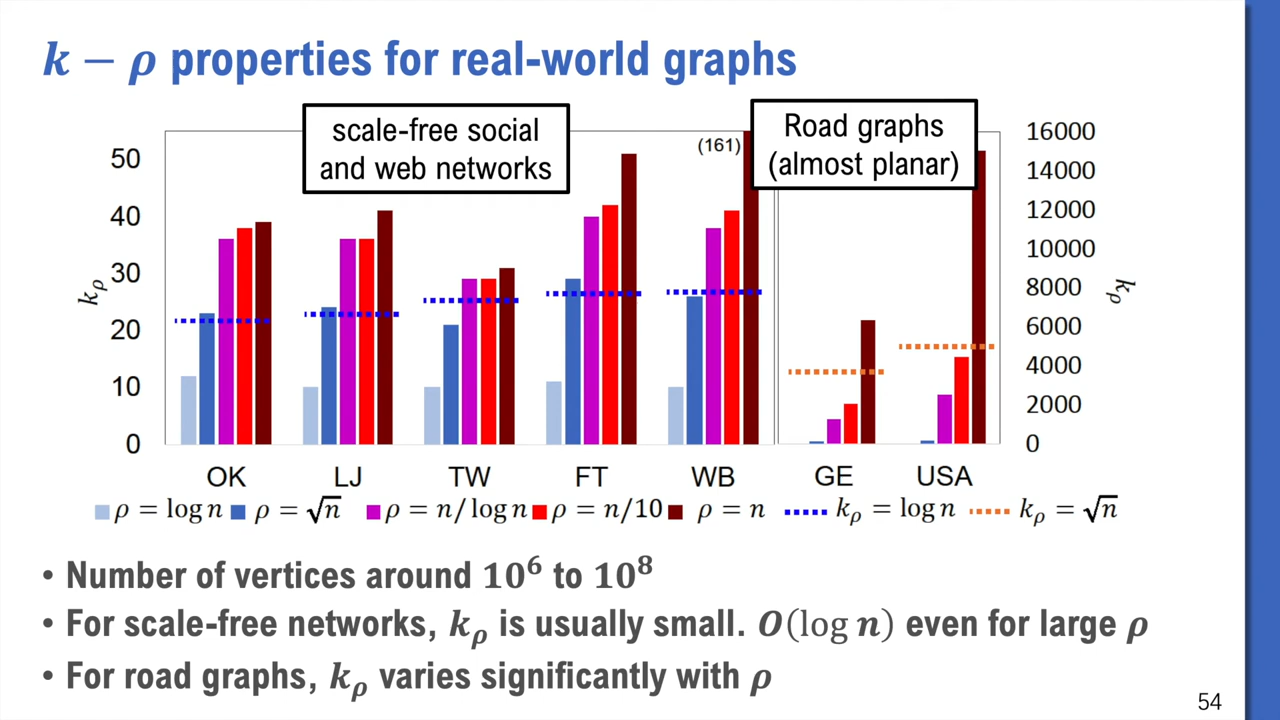 k − ρ properties for real-world graphs
scale-free social
and web networks
Road graphs
(almost planar)
(161)
50
40
30
20
10
0
kρ
16000
14000
12000
10000
8000
6000
4000
2000
0
kρ
OK LJ TW FT WB GE USA
ρ = log n ρ = √n ρ = n/log n ρ = n/10 ρ = n kρ = log n kρ = √n
• Number of vertices around 10⁶ to 10⁸
• For scale-free networks, kρ is usually small. O(log n) even for large ρ
• For road graphs, kρ varies significantly with ρ
54